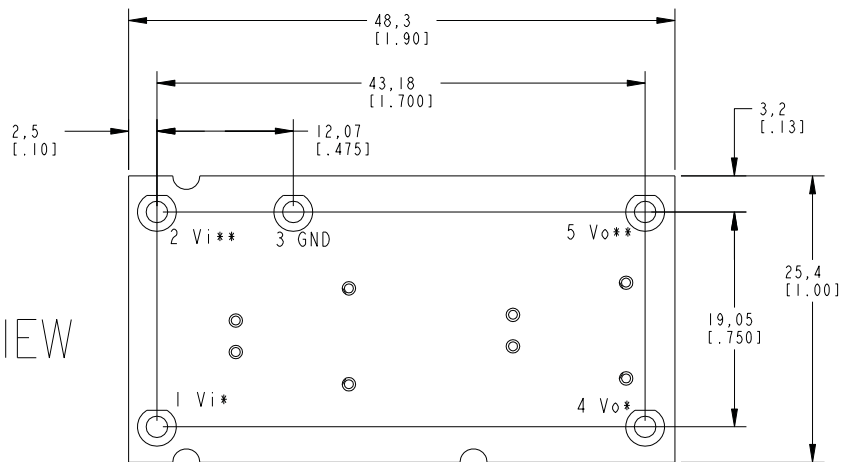 48,3
[1.90]
43,18
[1.700]
2,5
[.10]
12,07
[.475]
3,2
[.13]
2 Vi**
3 GND
5 Vo**
25,4
[1.00]
19,05
[.750]
IEW
1 Vi*
4 Vo*